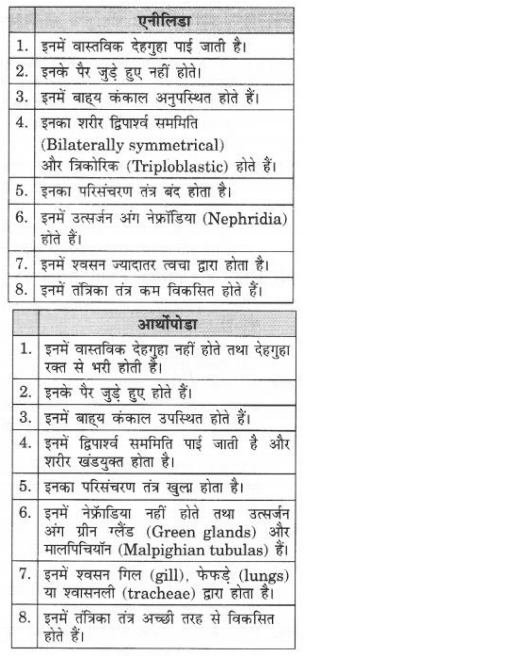 एनीलिडा
1. इनमें वास्तविक देहगुहा पाई जाती है।
2. इनके पैर जुड़े हुए नहीं होते।
3. इनमें बाह्य कंकाल अनुपस्थित होते हैं।
4. इनका शरीर द्विपार्श्व सममिति
(Bilaterally symmetrical)
और त्रिकोरिक (Triploblastic) होते हैं।
5. इनका परिसंचरण तंत्र बंद होता है।
6. इनमें उत्सर्जन अंग नेफ्रॉडिया (Nephridia)
होते हैं।
7. इनमें श्वसन ज्यादातर त्वचा द्वारा होता है।
8. इनमें तंत्रिका तंत्र कम विकसित होते हैं।
आर्थोपोडा
1. इनमें वास्तविक देहगुहा नहीं होते तथा देहगुहा
रक्त से भरी होती है।
2. इनके पैर जुड़े हुए होते हैं।
3. इनमें बाह्य कंकाल उपस्थित होते हैं।
4. इनमें द्विपार्श्व सममिति पाई जाती है और
शरीर खंडयुक्त होता है।
5. इनका परिसंचरण तंत्र खुला होता है।
6. इनमें नेफ्रॉडिया नहीं होते तथा उत्सर्जन
अंग ग्रीन ग्लैंड (Green glands) और
मालपिचियॉन (Malpighian tubulas) हैं।
7. इनमें श्वसन गिल (gill), फेफड़े (lungs)
या श्वासनली (tracheae) द्वारा होता है।
8. इनमें तंत्रिका तंत्र अच्छी तरह से विकसित
होते हैं।